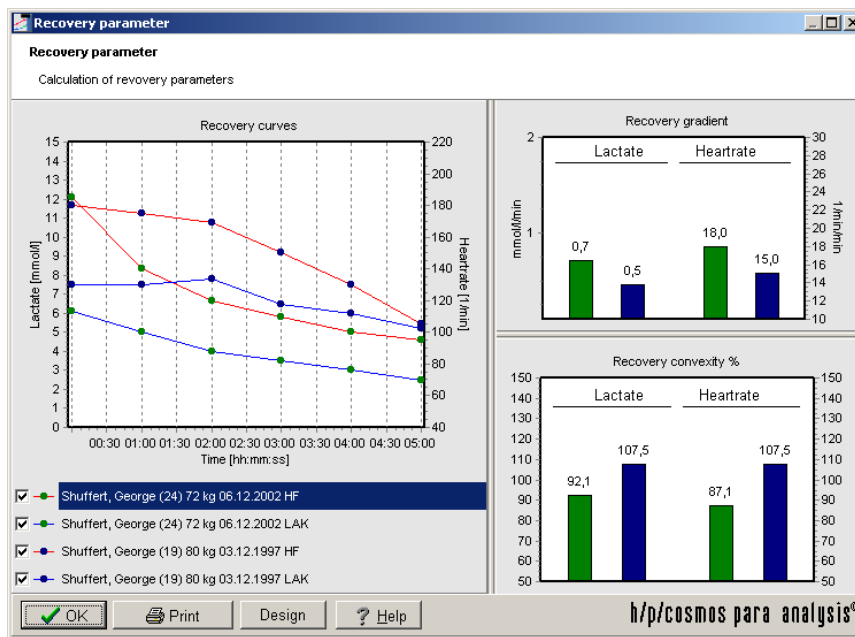 Recovery parameter
Recovery parameter
Calculation of revovery parameters
Recovery curves
15
14
13
12
11
10
9
8
7
6
5
4
3
2
1
0
Lactate [mmol/l]
220
200
180
160
140
120
100
80
60
40
Heartrate [1/min]
00:30 01:00 01:30 02:00 02:30 03:00 03:30 04:00 04:30 05:00
Time [hh:mm:ss]
Shuffert, George (24) 72 kg 06.12.2002 HF
Shuffert, George (24) 72 kg 06.12.2002 LAK
Shuffert, George (19) 80 kg 03.12.1997 HF
Shuffert, George (19) 80 kg 03.12.1997 LAK
Recovery gradient
2
1
mmol/l/min
Lactate Heartrate
0,7 0,5 18,0 15,0
30
28
26
24
22
20
18
16
14
12
10
1/min/min
Recovery convexity %
150
140
130
120
110
100
90
80
70
60
50
Lactate Heartrate
92,1 107,5 87,1 107,5
150
140
130
120
110
100
90
80
70
60
50
OK Print Design ? Help
h/p/cosmos para analysis©